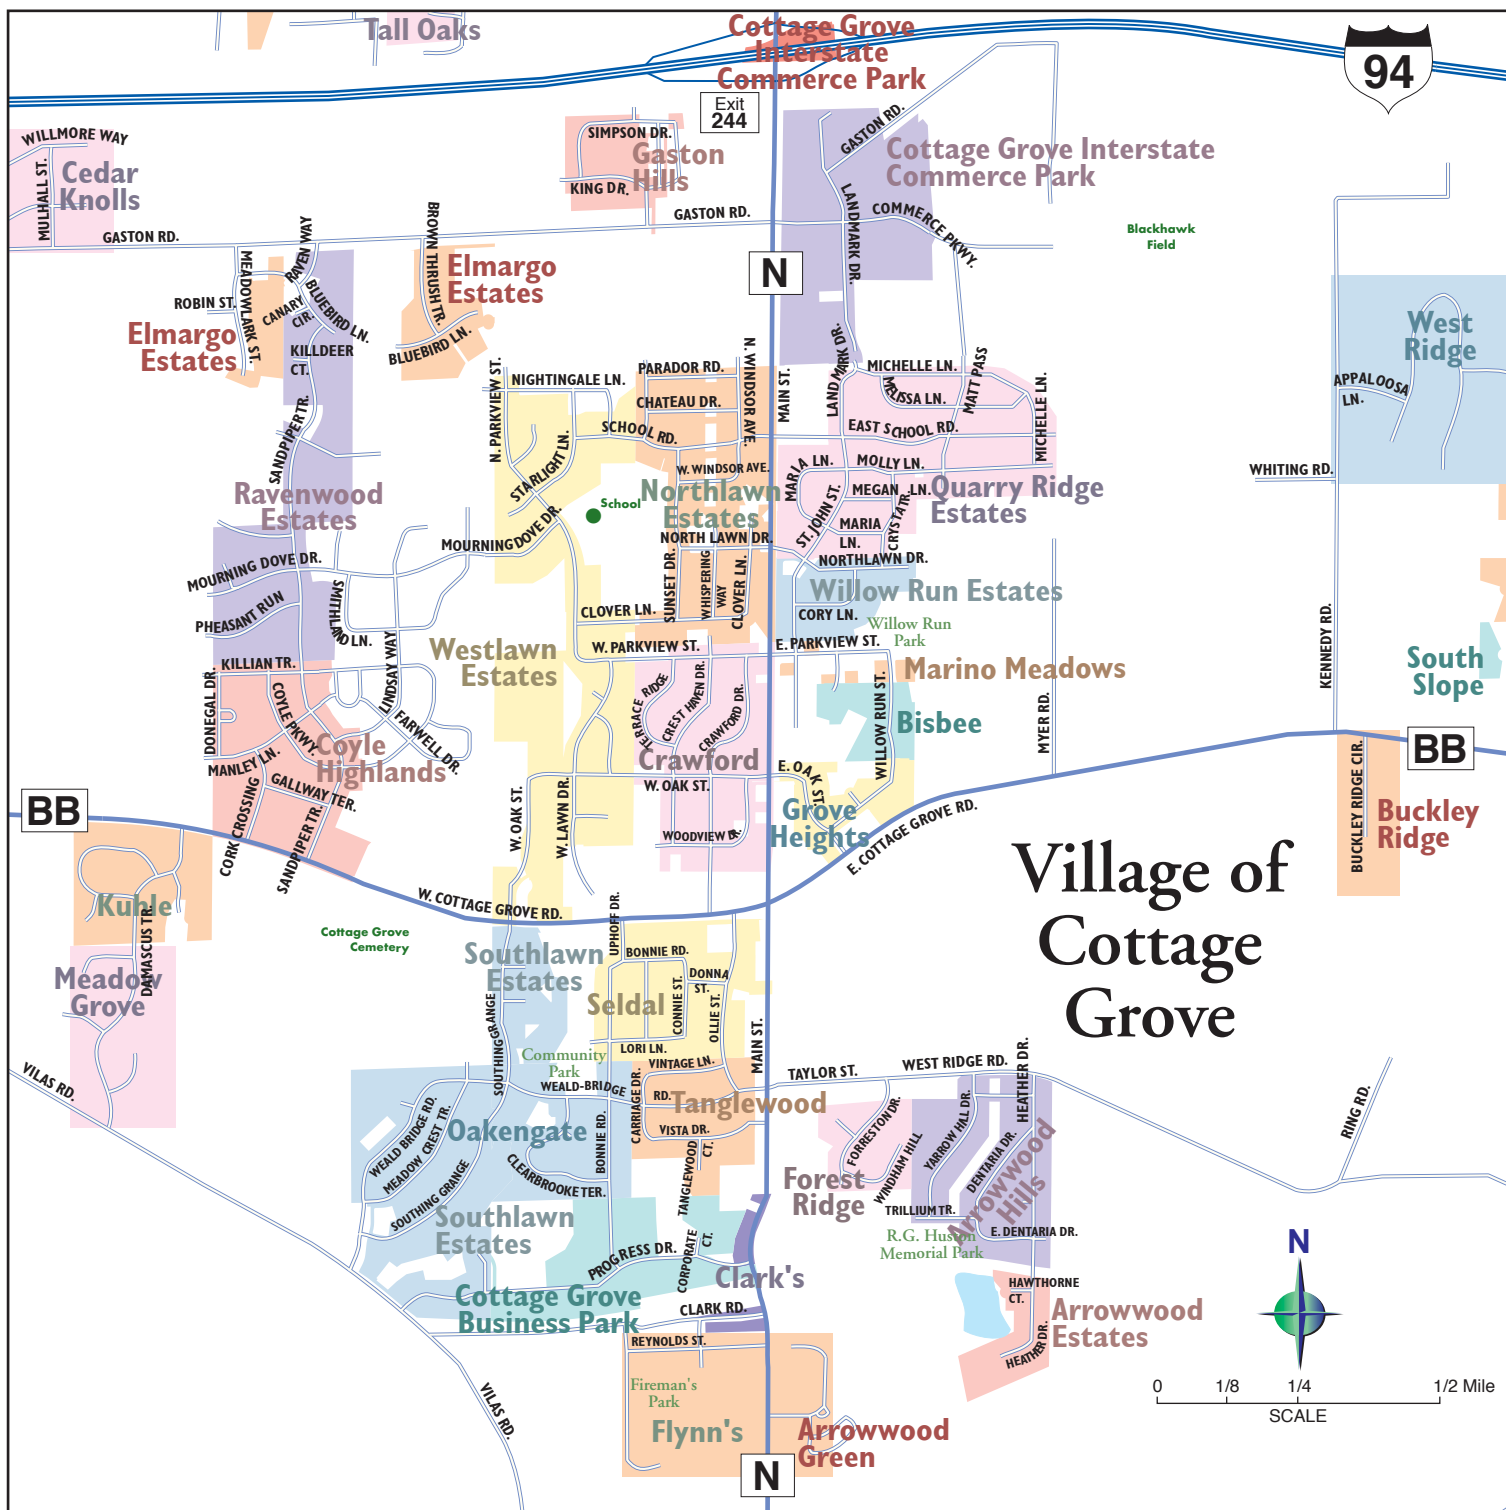 Tall Oaks
Cottage Grove
Interstate
Commerce Park
94
Exit
244
WILLMORE WAY
MULHALL ST.
Cedar
Knolls
SIMPSON DR.
Gaston
Hills
KING DR.
GASTON RD.
Cottage Grove Interstate
Commerce Park
GASTON RD.
GASTON RD.
LANDMARK DR.
COMMERCE PKWY.
Blackhawk
Field
N
RAVEN WAY
BROWN THRUSH TR.
MEADOWLARK ST.
ROBIN ST.
CANARY
CIR.
BLUEBIRD LN.
Elmargo
Estates
Elmargo
Estates
BLUEBIRD LN.
KILLDEER
CT.
West
Ridge
APPALOOSA
LN.
N. PARKVIEW ST.
NIGHTINGALE LN.
PARADOR RD.
CHATEAU DR.
N. WINDSOR AVE.
MAIN ST.
LAND MARK DR.
MICHELLE LN.
MELISSA LN.
MATT PASS
MICHELLE LN.
SCHOOL RD.
EAST SCHOOL RD.
SANDPIPER TR.
STARLIGHT LN.
W. WINDSOR AVE.
MARIA LN.
MOLLY LN.
WHITING RD.
Ravenwood
Estates
School
Northlawn
Estates
MEGAN LN.
Quarry Ridge
Estates
ST. JOHN ST.
MARIA
LN.
CRYSTA TR.
MOURNING DOVE DR.
NORTH LAWN DR.
NORTHLAWN DR.
MOURNING DOVE DR.
SMITHLAND LN.
SUNSET DR.
WHISPERING
WAY
CLOVER LN.
Willow Run Estates
PHEASANT RUN
CLOVER LN.
CORY LN.
Willow Run
Park
KENNEDY RD.
Westlawn
Estates
W. PARKVIEW ST.
E. PARKVIEW ST.
KILLIAN TR.
LINDSAY WAY
Marino Meadows
South
Slope
DONEGAL DR.
COYLE PKWY.
TERRACE RIDGE
CREST HAVEN DR.
CRAWFORD DR.
WILLOW RUN ST.
MYER RD.
Bisbee
FARWELL DR.
Coyle
Highlands
MANLEY LN.
Crawford
BB
E. OAK ST.
GALLWAY TER.
W. OAK ST.
W. OAK ST.
W. LAWN DR.
BB
CORK CROSSING
SANDPIPER TR.
WOODVIEW DR.
Grove
Heights
E. COTTAGE GROVE RD.
BUCKLEY RIDGE CIR.
Buckley
Ridge
Village of
Cottage
Grove
Kuhle
DAMASCUS TR.
W. COTTAGE GROVE RD.
UPHOFF DR.
Cottage Grove
Cemetery
Southlawn
Estates
BONNIE RD.
DONNA
ST.
Meadow
Grove
Seldal
CONNIE ST.
OLLIE ST.
SOUTHING GRANGE
LORI LN.
MAIN ST.
Community
Park
VINTAGE LN.
VILAS RD.
WEALD-BRIDGE
RD.
CARRIAGE DR.
Tanglewood
TAYLOR ST.
WEST RIDGE RD.
HEATHER DR.
RING RD.
WEALD BRIDGE RD.
MEADOW CREST TR.
Oakengate
BONNIE RD.
VISTA DR.
TANGLEWOOD
CT.
FORRESTON DR.
WINDHAM HILL
YARROW HALL DR.
DENTARIA DR.
Arrowwood
Hills
CLEARBROOKE TER.
SOUTHING GRANGE
Forest
Ridge
TRILLIUM TR.
Southlawn
Estates
R.G. Huston
Memorial Park
E. DENTARIA DR.
PROGRESS DR.
CORPORATE
CT.
Clark's
N
Cottage Grove
Business Park
HAWTHORNE
CT.
CLARK RD.
Arrowwood
Estates
REYNOLDS ST.
HEATHER DR.
Fireman's
Park
VILAS RD.
0 1/8 1/4 1/2 Mile
SCALE
Flynn's
Arrowwood
Green
N